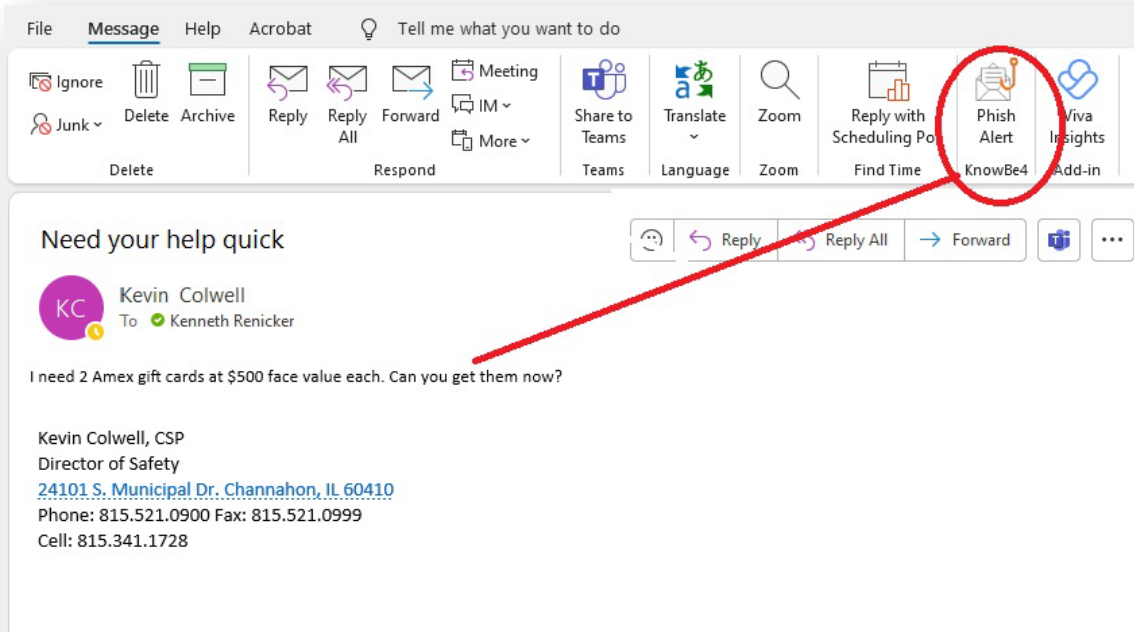 File Message Help Acrobat Tell me what you want to do
Ignore
Junk
Delete
Archive
Delete
Reply
Reply All
Forward
Meeting
IM
More
Respond
Share to Teams
Teams
Translate
Language
Zoom
Zoom
Reply with
Scheduling Po
Find Time
Phish
Alert
KnowBe4
Viva
Insights
Add-in
Need your help quick
Reply Reply All Forward
KC
Kevin Colwell
To Kenneth Renicker
I need 2 Amex gift cards at $500 face value each. Can you get them now?
Kevin Colwell, CSP
Director of Safety
24101 S. Municipal Dr. Channahon, IL 60410
Phone: 815.521.0900 Fax: 815.521.0999
Cell: 815.341.1728